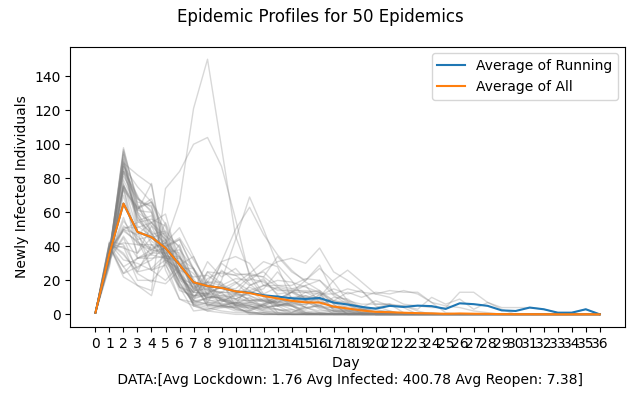 Epidemic Profiles for 50 Epidemics
Average of Running
Average of All
Newly Infected Individuals
140
120
100
80
60
40
20
0
0 1 2 3 4 5 6 7 8 9 10 11 12 13 14 15 16 17 18 19 20 21 22 23 24 25 26 27 28 29 30 31 32 33 34 35 36
Day
DATA:[Avg Lockdown: 1.76 Avg Infected: 400.78 Avg Reopen: 7.38]